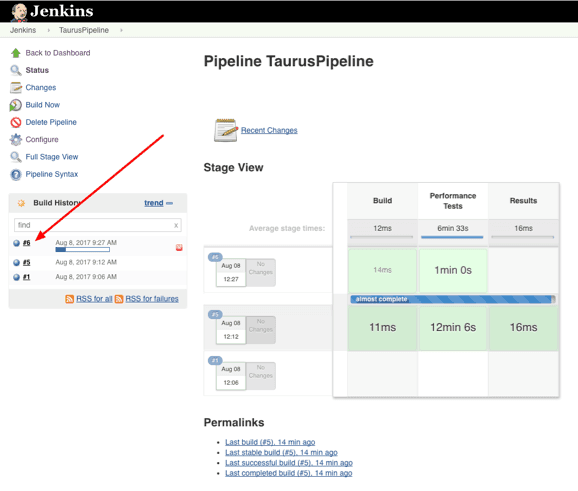 Jenkins
Jenkins
TaurusPipeline
Back to Dashboard
Status
Changes
Build Now
Delete Pipeline
Configure
Full Stage View
Pipeline Syntax
Build History
trend
find
x
#6
Aug 8, 2017 9:27 AM
#5
Aug 8, 2017 9:12 AM
#1
Aug 8, 2017 9:06 AM
RSS for all
RSS for failures
Pipeline TaurusPipeline
Recent Changes
Stage View
Build
Performance Tests
Results
Average stage times:
12ms
6min 33s
16ms
#6
Aug 08
12:27
No Changes
14ms
1min 0s
almost complete
#5
Aug 08
12:12
No Changes
11ms
12min 6s
16ms
#1
Aug 08
12:06
No Changes
Permalinks
Last build (#5), 14 min ago
Last stable build (#5), 14 min ago
Last successful build (#5), 14 min ago
Last completed build (#5), 14 min ago